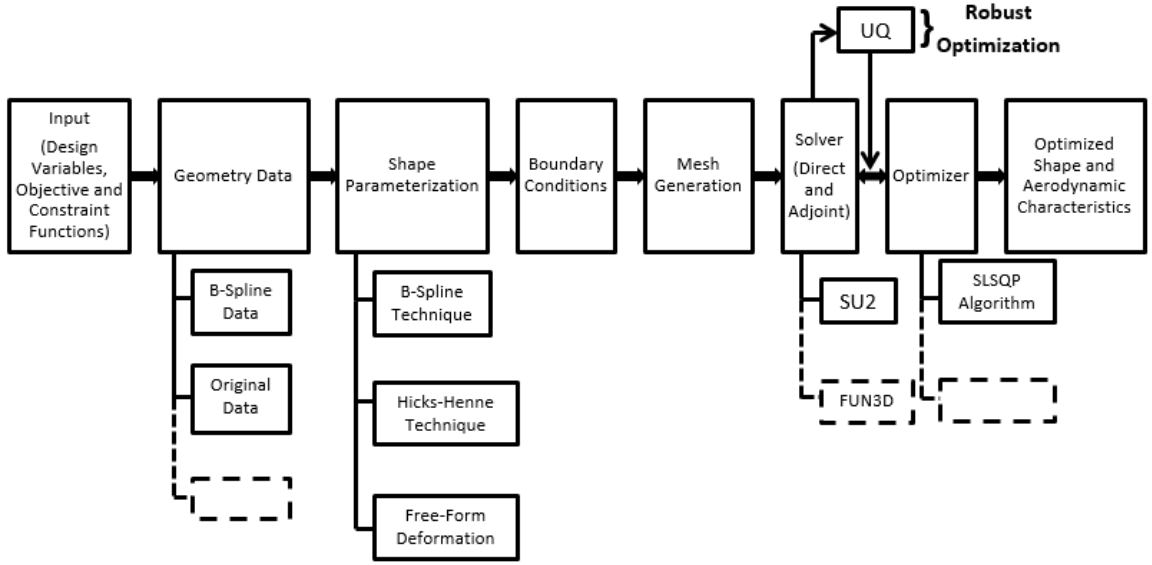 Robust
Optimization
UQ
}
Input
(Design
Variables,
Objective and
Constraint
Functions)
Geometry Data
Shape
Parameterization
Boundary
Conditions
Mesh
Generation
Solver
(Direct
and
Adjoint)
Optimizer
Optimized
Shape and
Aerodynamic
Characteristics
B-Spline
Data
Original
Data
B-Spline
Technique
Hicks-Henne
Technique
Free-Form
Deformation
SU2
FUN3D
SLSQP
Algorithm